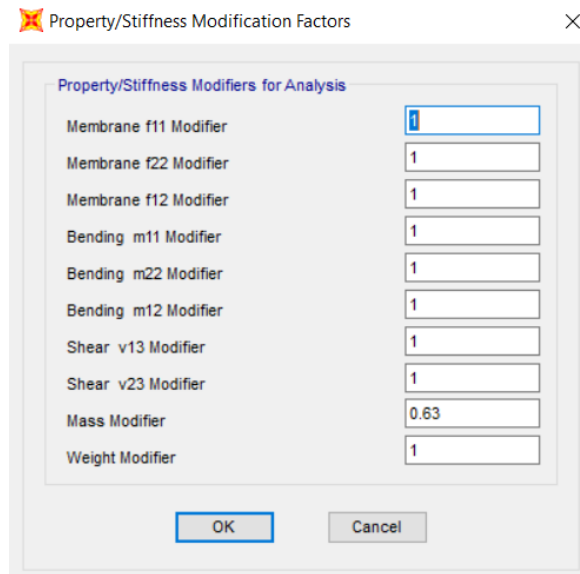 Property/Stiffness Modification Factors
Property/Stiffness Modifiers for Analysis
Membrane f11 Modifier 1
Membrane f22 Modifier 1
Membrane f12 Modifier 1
Bending m11 Modifier 1
Bending m22 Modifier 1
Bending m12 Modifier 1
Shear v13 Modifier 1
Shear v23 Modifier 1
Mass Modifier 0.63
Weight Modifier 1
OK Cancel